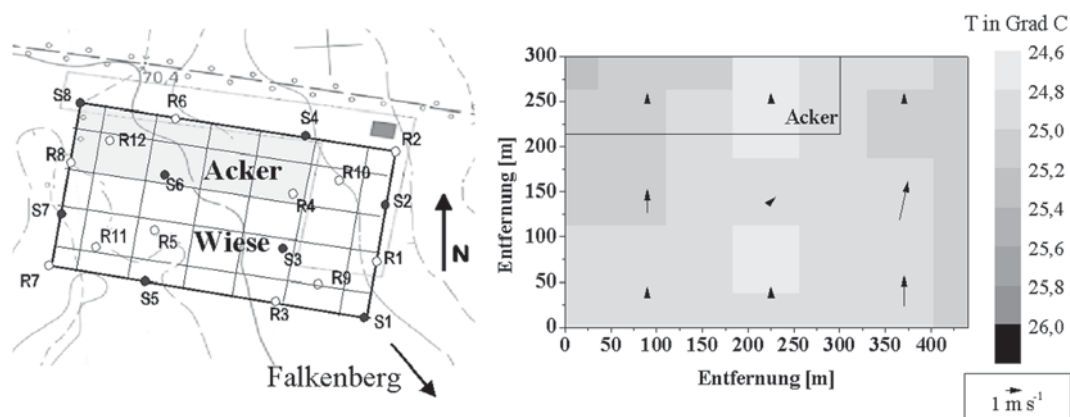 70,4
S8
R6
S4
R2
R12
R8
Acker
R10
S6
R4
S2
S7
R11
R5
Wiese
S3
R1
N
R7
R9
S5
R3
S1
Falkenberg
T in Grad C
300
250
200
150
100
50
0
Entfernung [m]
Acker
0 50 100 150 200 250 300 350 400
Entfernung [m]
24,6
24,8
25,0
25,2
25,4
25,6
25,8
26,0
1 m s⁻¹